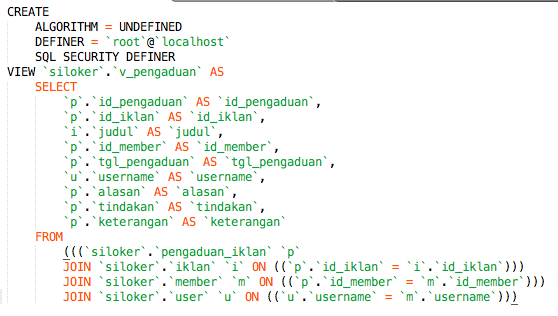 CREATE
ALGORITHM = UNDEFINED
DEFINER = `root`@`localhost`
SQL SECURITY DEFINER
VIEW `siloker`.`v_pengaduan` AS
SELECT
`p`.`id_pengaduan` AS `id_pengaduan`,
`p`.`id_iklan` AS `id_iklan`,
`i`.`judul` AS `judul`,
`p`.`id_member` AS `id_member`,
`p`.`tgl_pengaduan` AS `tgl_pengaduan`,
`u`.`username` AS `username`,
`p`.`alasan` AS `alasan`,
`p`.`tindakan` AS `tindakan`,
`p`.`keterangan` AS `keterangan`
FROM
(((`siloker`.`pengaduan_iklan` `p`
JOIN `siloker`.`iklan` `i` ON ((`p`.`id_iklan` = `i`.`id_iklan`)))
JOIN `siloker`.`member` `m` ON ((`p`.`id_member` = `m`.`id_member`)))
JOIN `siloker`.`user` `u` ON ((`u`.`username` = `m`.`username`)))